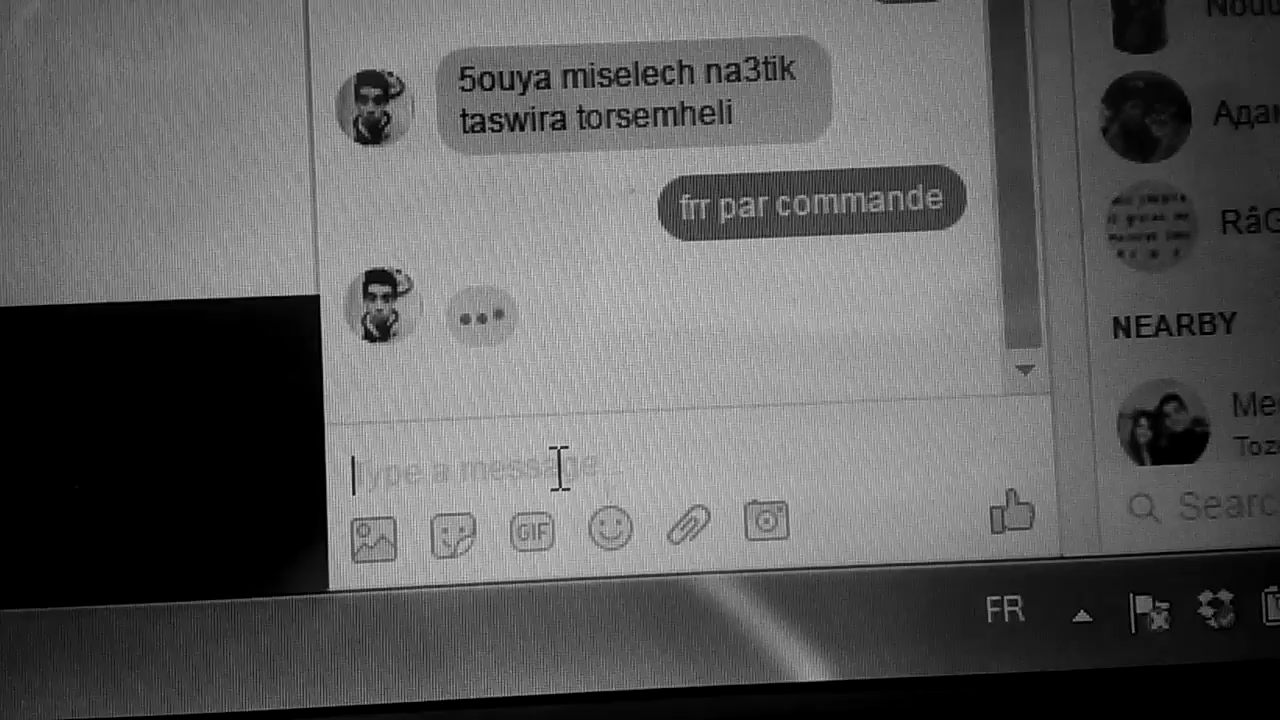 5ouya miselech na3tik
taswira torsemheli
frr par commande
Type a message...
GIF
NEARBY
FR